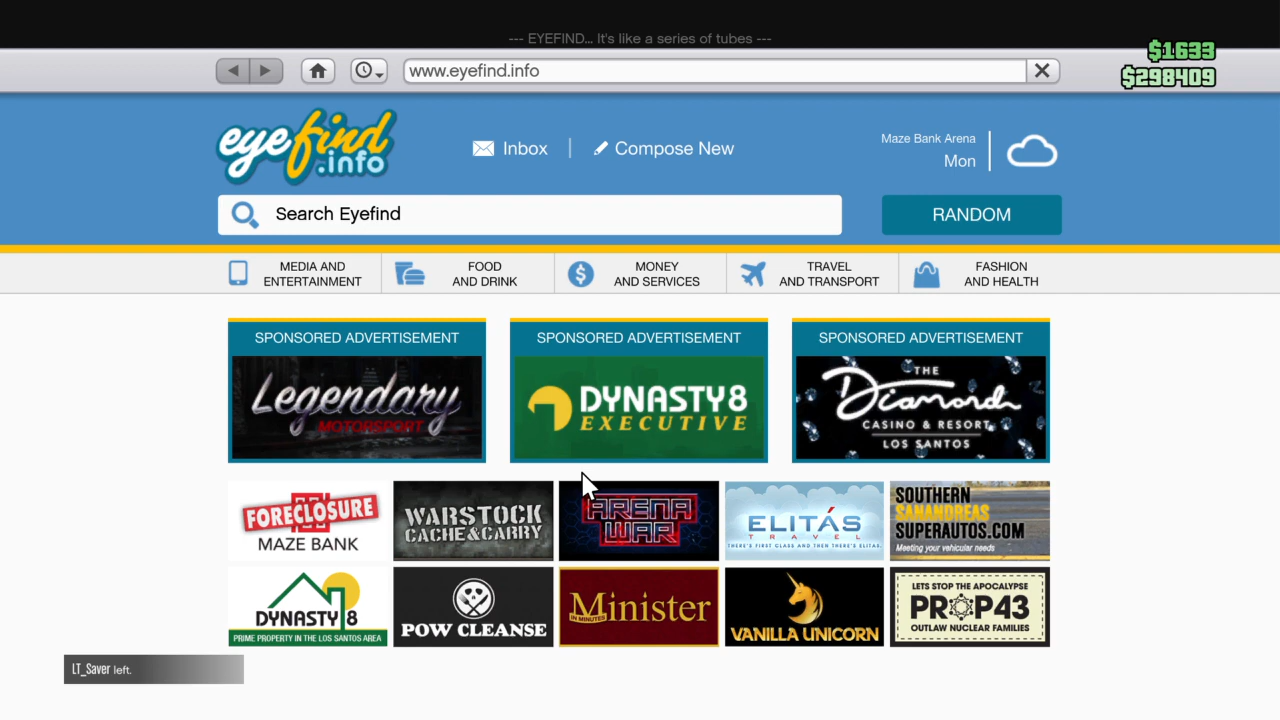 --- EYEFIND... It's like a series of tubes ---
$1633
$298409
www.eyefind.info
eyefind
.info
Inbox
Compose New
Maze Bank Arena
Mon
Search Eyefind
RANDOM
MEDIA AND
ENTERTAINMENT
FOOD
AND DRINK
MONEY
AND SERVICES
TRAVEL
AND TRANSPORT
FASHION
AND HEALTH
SPONSORED ADVERTISEMENT
Legendary
MOTORSPORT
SPONSORED ADVERTISEMENT
DYNASTY8
EXECUTIVE
SPONSORED ADVERTISEMENT
THE
Diamond
CASINO & RESORT
LOS SANTOS
FORECLOSURE
MAZE BANK
WARSTOCK
CACHE&CARRY
ARENA
WAR
ELITÁS
TRAVEL
THERE'S FIRST CLASS AND THEN THERE'S ELITAS.
SOUTHERN
SANANDREAS
SUPERAUTOS.COM
Meeting your vehicular needs
DYNASTY 8
PRIME PROPERTY IN THE LOS SANTOS AREA
POW CLEANSE
Minister
IN MINUTES
VANILLA UNICORN
LETS STOP THE APOCALYPSE
PROP43
OUTLAW NUCLEAR FAMILIES
LT_Saver left.